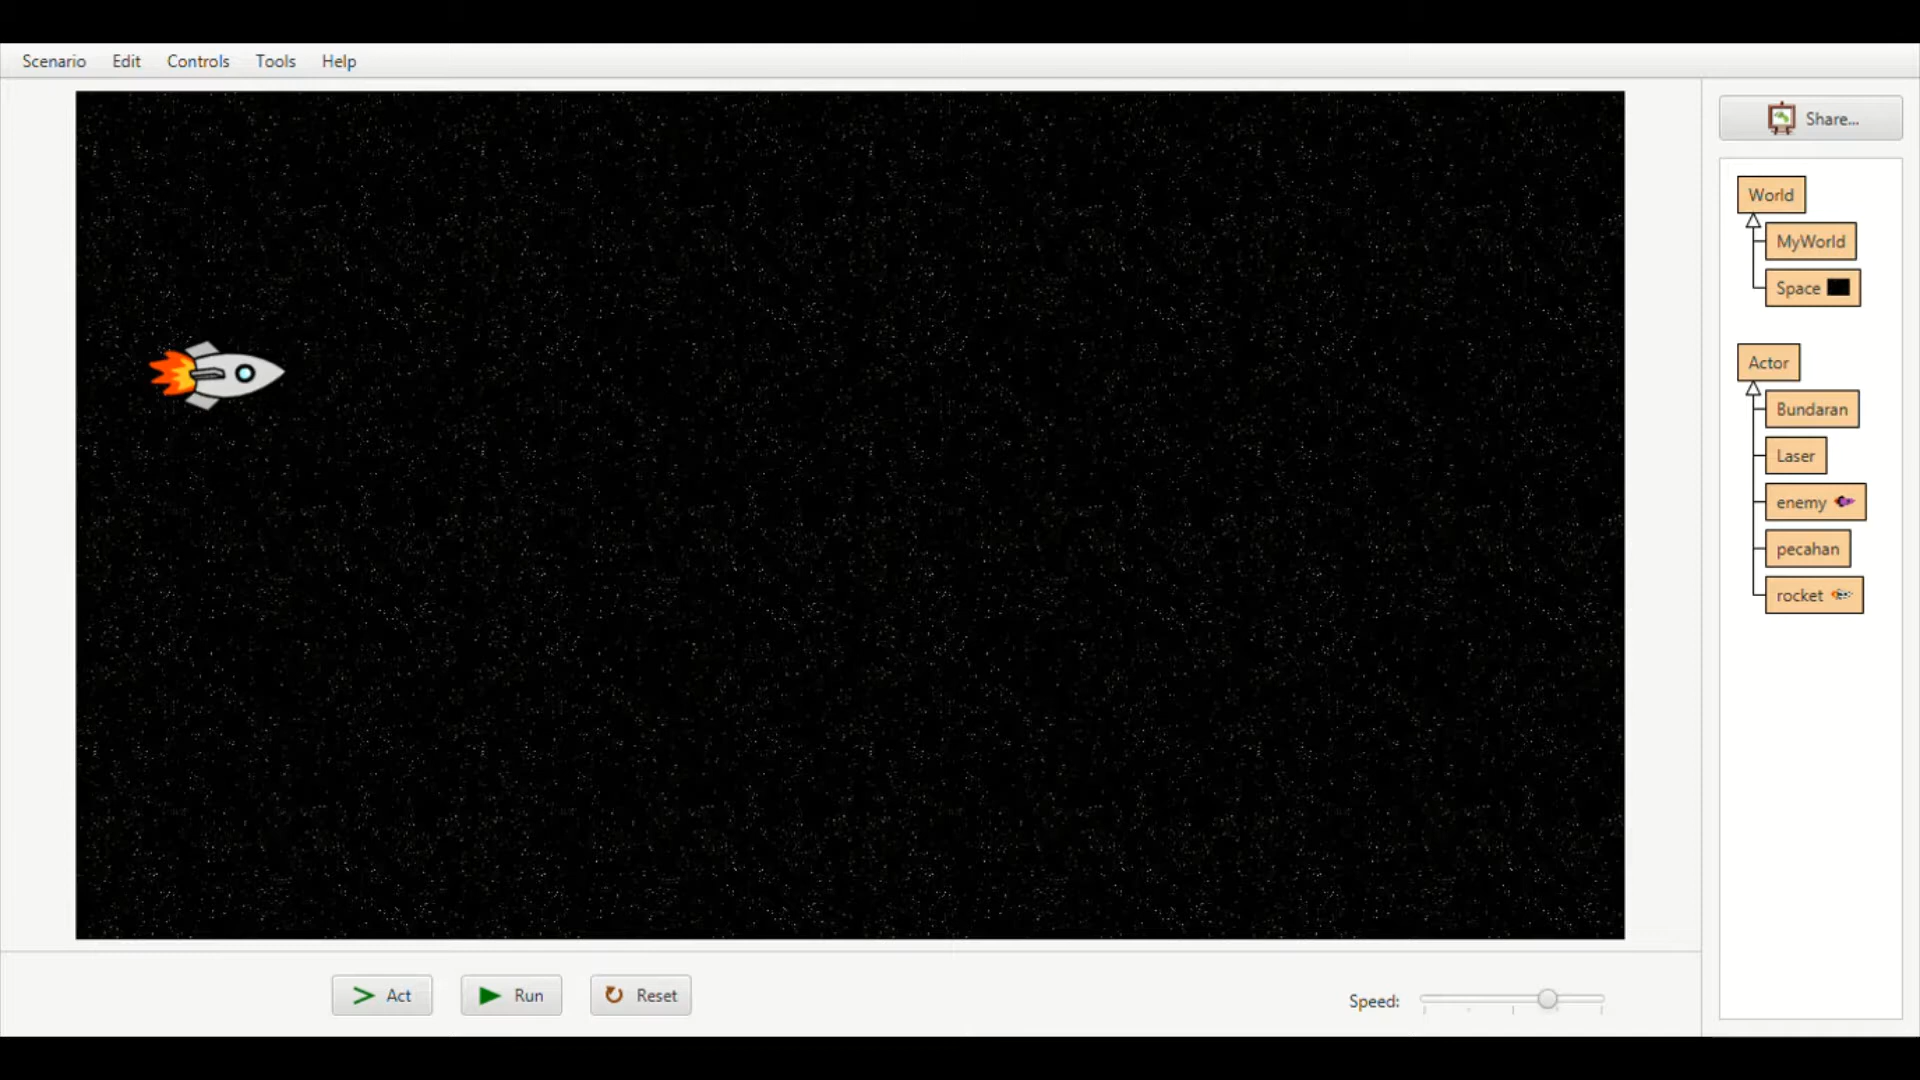 Scenario Edit Controls Tools Help
Share...
World
MyWorld
Space
Actor
Bundaran
Laser
enemy
pecahan
rocket
Act Run Reset Speed: